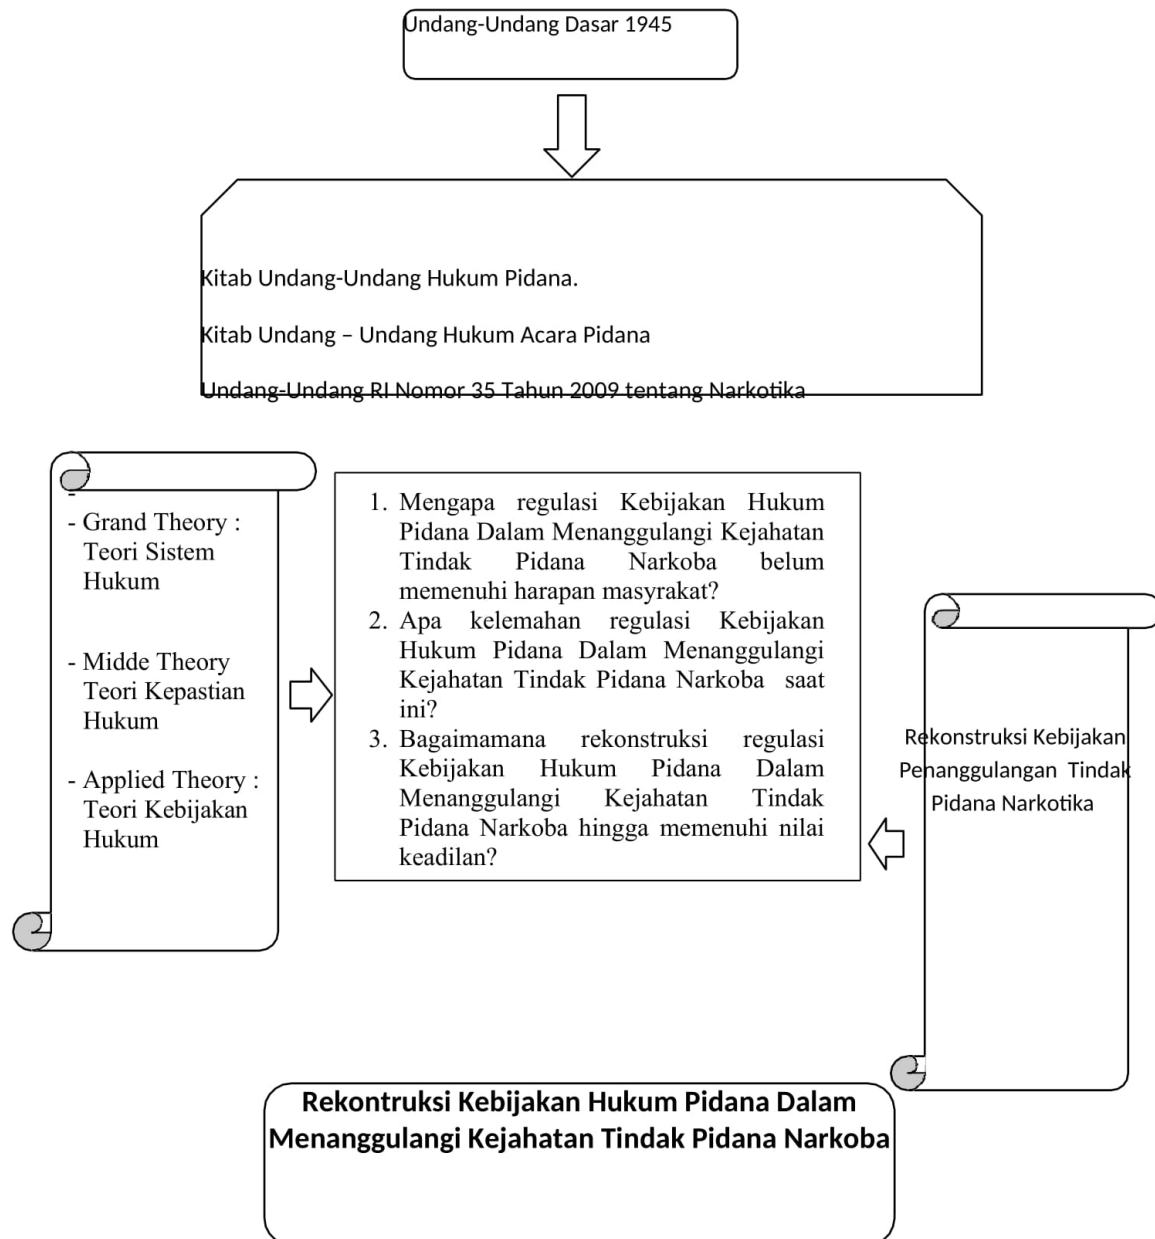 Undang-Undang Dasar 1945
Kitab Undang-Undang Hukum Pidana.
Kitab Undang – Undang Hukum Acara Pidana
Undang-Undang RI Nomor 35 Tahun 2009 tentang Narkotika
-
- Grand Theory :
Teori Sistem
Hukum
- Midde Theory
Teori Kepastian
Hukum
- Applied Theory :
Teori Kebijakan
Hukum
1. Mengapa regulasi Kebijakan Hukum
Pidana Dalam Menanggulangi Kejahatan
Tindak Pidana Narkoba belum
memenuhi harapan masyrakat?
2. Apa kelemahan regulasi Kebijakan
Hukum Pidana Dalam Menanggulangi
Kejahatan Tindak Pidana Narkoba saat
ini?
3. Bagaimamana rekonstruksi regulasi
Kebijakan Hukum Pidana Dalam
Menanggulangi Kejahatan Tindak
Pidana Narkoba hingga memenuhi nilai
keadilan?
Rekonstruksi Kebijakan
Penanggulangan Tindak
Pidana Narkotika
Rekontruksi Kebijakan Hukum Pidana Dalam
Menanggulangi Kejahatan Tindak Pidana Narkoba